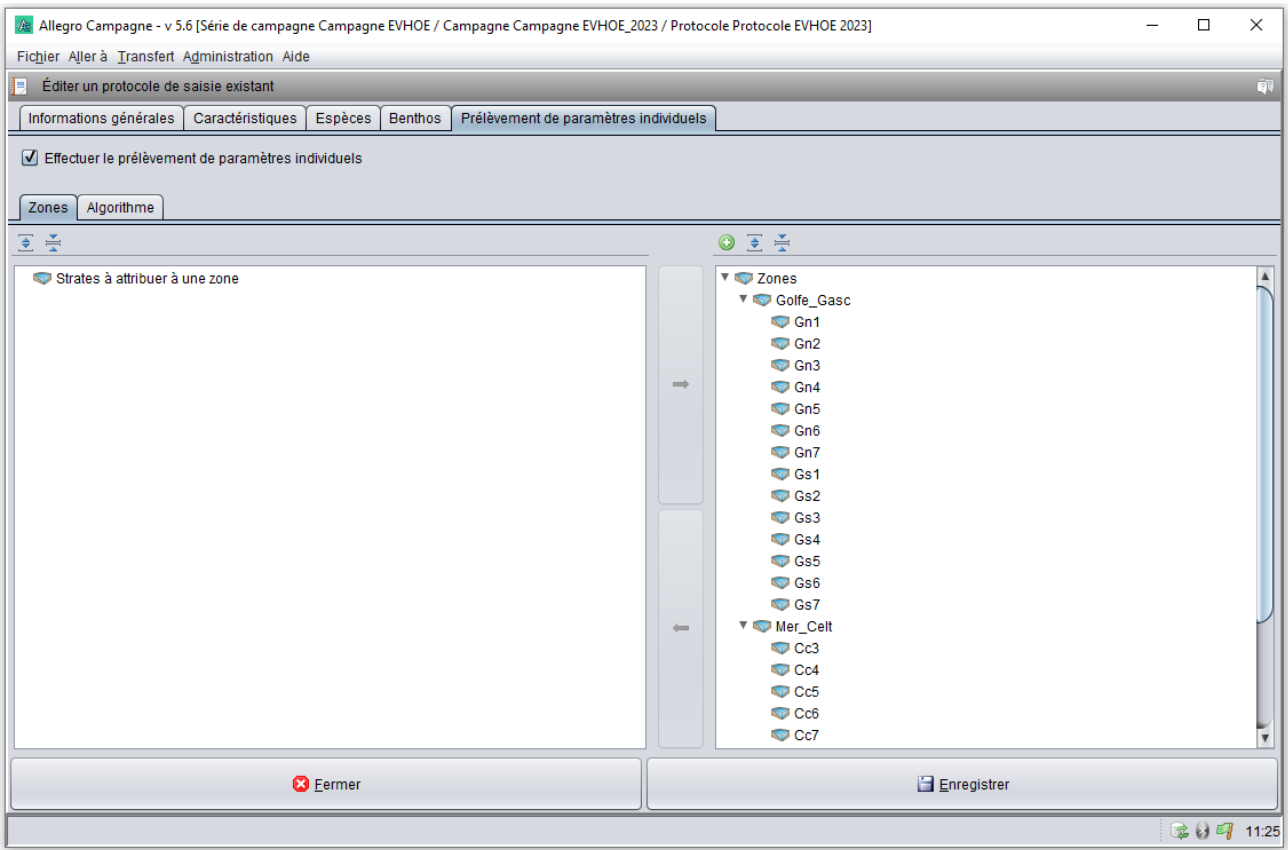 Allegro Campagne - v 5.6 [Série de campagne Campagne EVHOE / Campagne Campagne EVHOE_2023 / Protocole Protocole EVHOE 2023]
Fichier Aller à Transfert Administration Aide
Éditer un protocole de saisie existant
Informations générales Caractéristiques Espèces Benthos Prélèvement de paramètres individuels
Effectuer le prélèvement de paramètres individuels
Zones Algorithme
Strates à attribuer à une zone
Zones
Golfe_Gasc
Gn1
Gn2
Gn3
Gn4
Gn5
Gn6
Gn7
Gs1
Gs2
Gs3
Gs4
Gs5
Gs6
Gs7
Mer_Celt
Cc3
Cc4
Cc5
Cc6
Cc7
Fermer Enregistrer
11:25